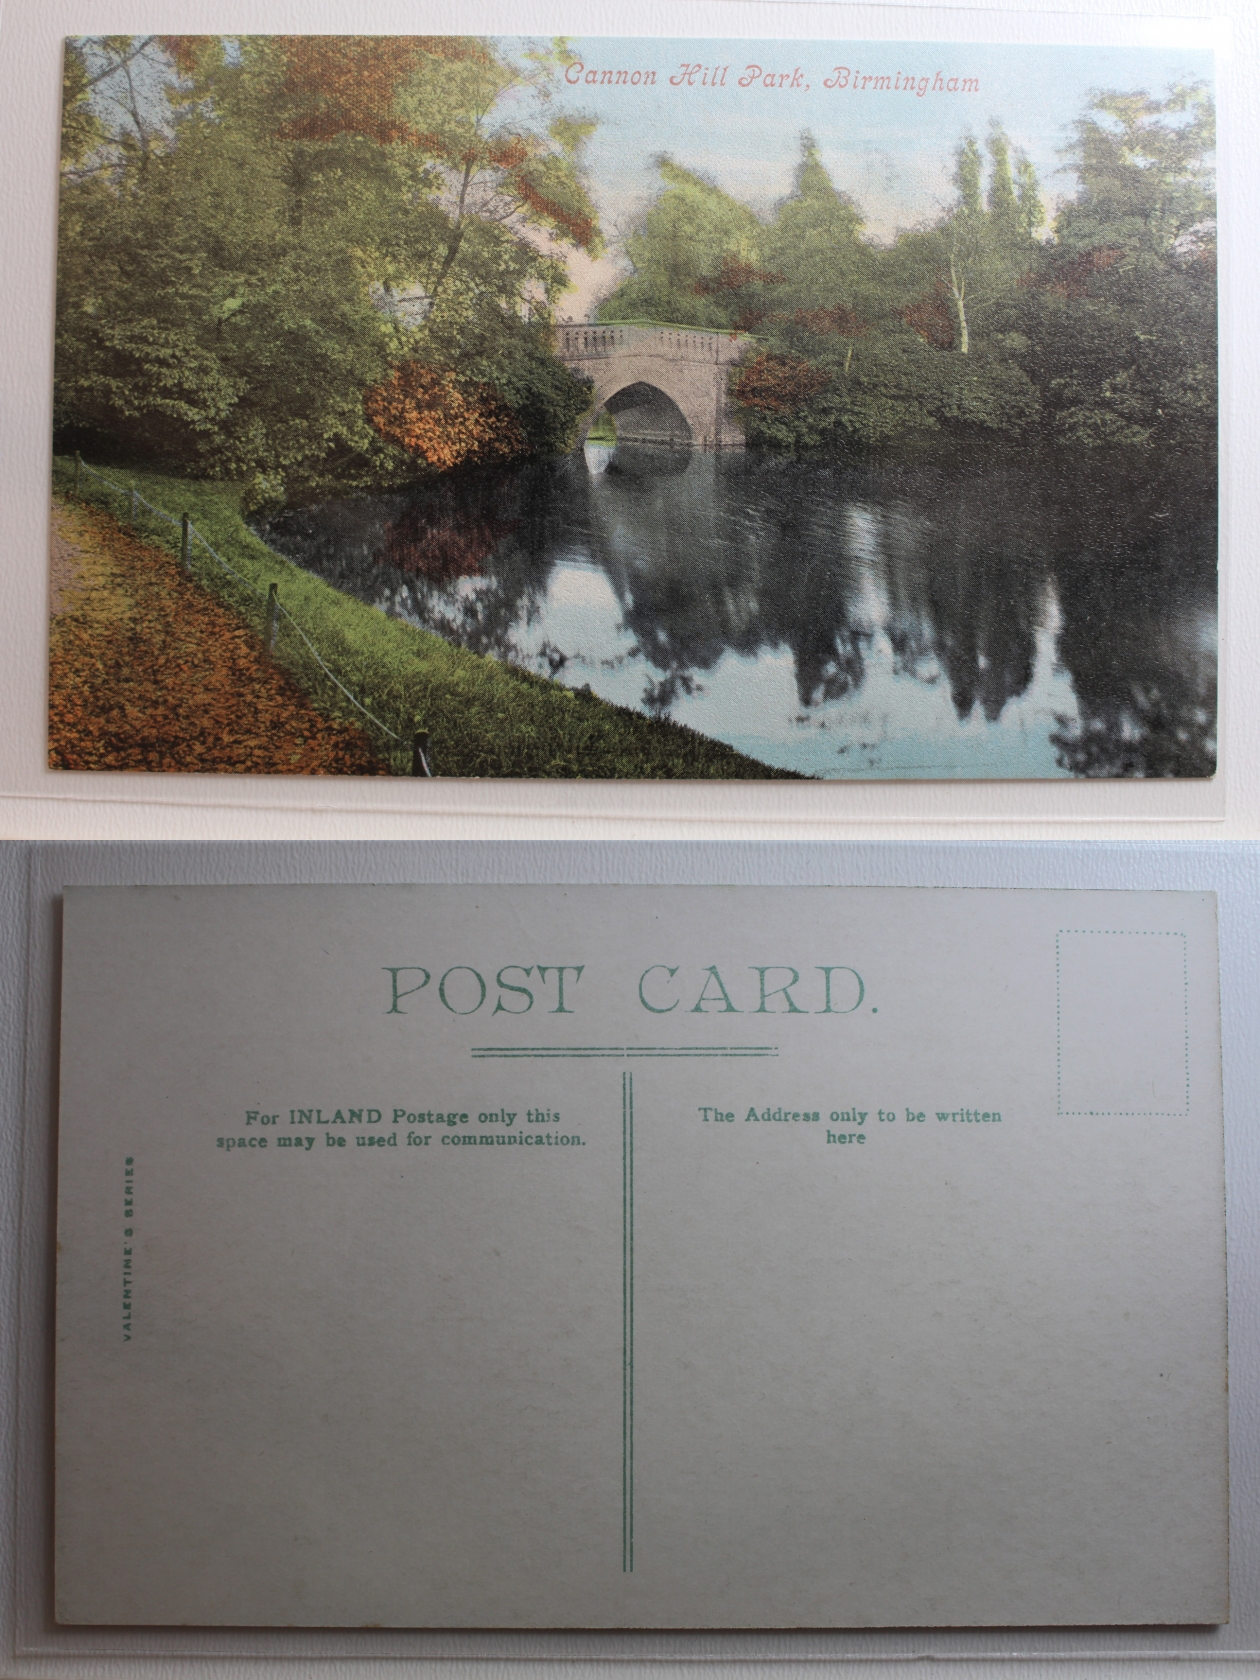 Cannon Hill Park, Birmingham
POST CARD.
For INLAND Postage only this
space may be used for communication.
The Address only to be written
here
VALENTINE'S SERIES